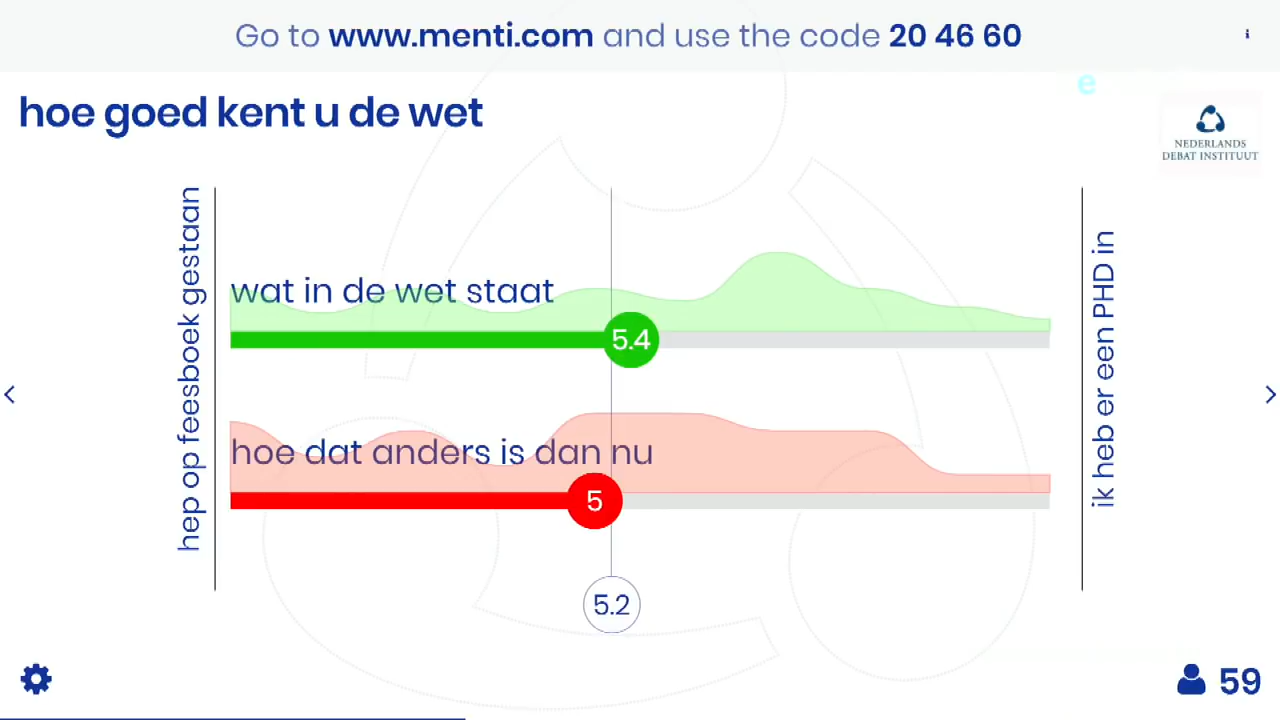 Go to www.menti.com and use the code 20 46 60
i
e
hoe goed kent u de wet
NEDERLANDS
DEBAT INSTITUUT
hep op feesboek gestaan
wat in de wet staat
5.4
hoe dat anders is dan nu
5
5.2
ik heb er een PHD in
59